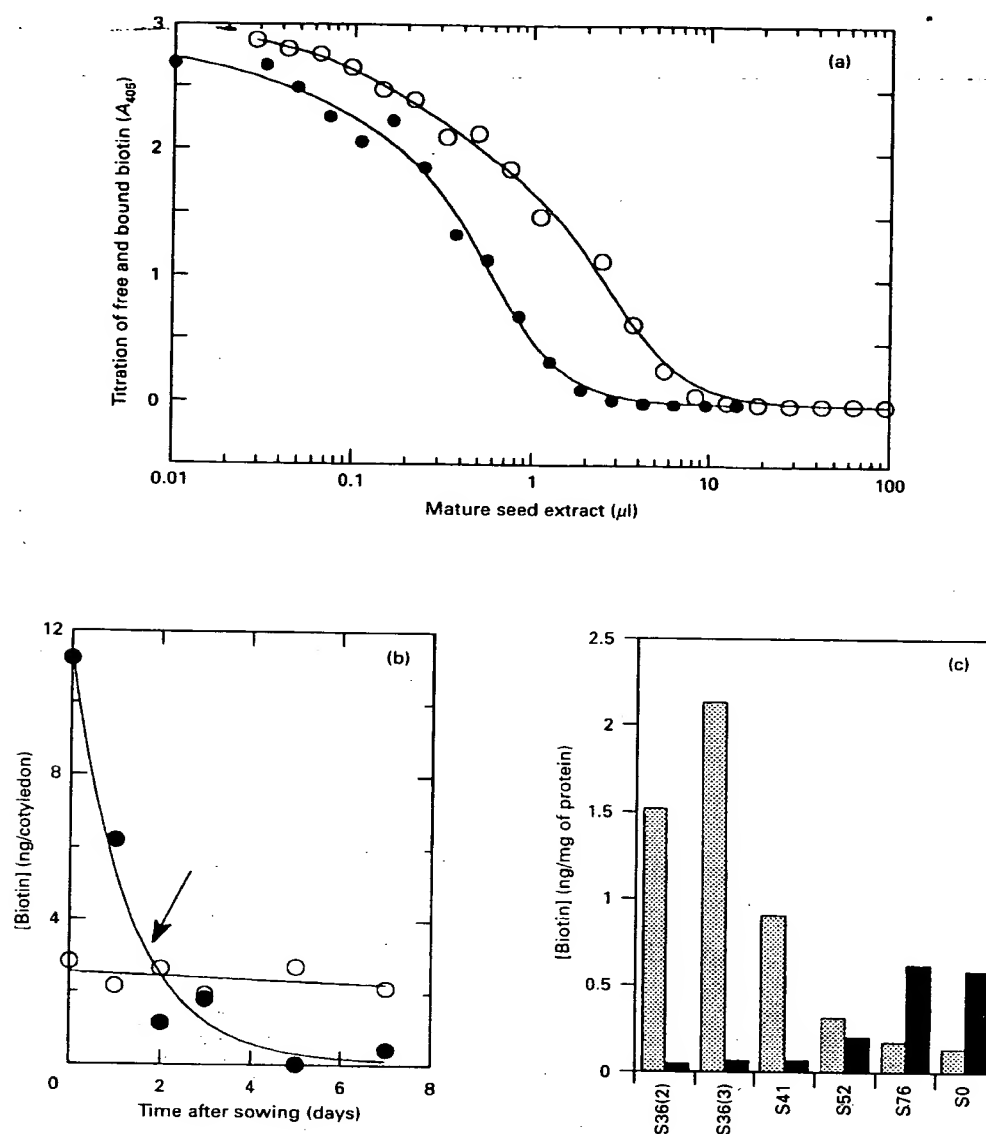 (a)
Titration of free and bound biotin (A405)
3
2
1
0
0.01 0.1 1 10 100
Mature seed extract (μl)
(b)
[Biotin] (ng/cotyledon)
12
8
4
0 2 4 6 8
Time after sowing (days)
(c)
[Biotin] (ng/mg of protein)
2.5
2
1.5
1
0.5
0
S36(2) S36(3) S41 S52 S76 S0